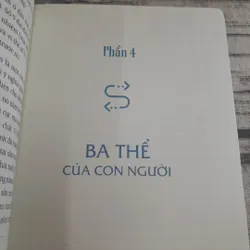 Phần 4
BA THỂ
CỦA CON NGƯỜI